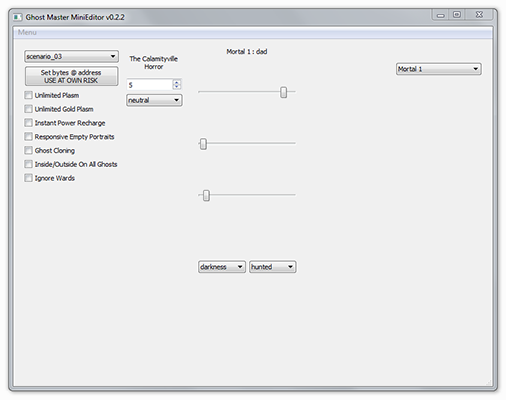 Ghost Master MiniEditor v0.2.2
Menu
scenario_03
Set bytes @ address
USE AT OWN RISK
Unlimited Plasm
Unlimited Gold Plasm
Instant Power Recharge
Responsive Empty Portraits
Ghost Cloning
Inside/Outside On All Ghosts
Ignore Wards
The Calamityville
Horror
5
neutral
Mortal 1 : dad
darkness
hunted
Mortal 1